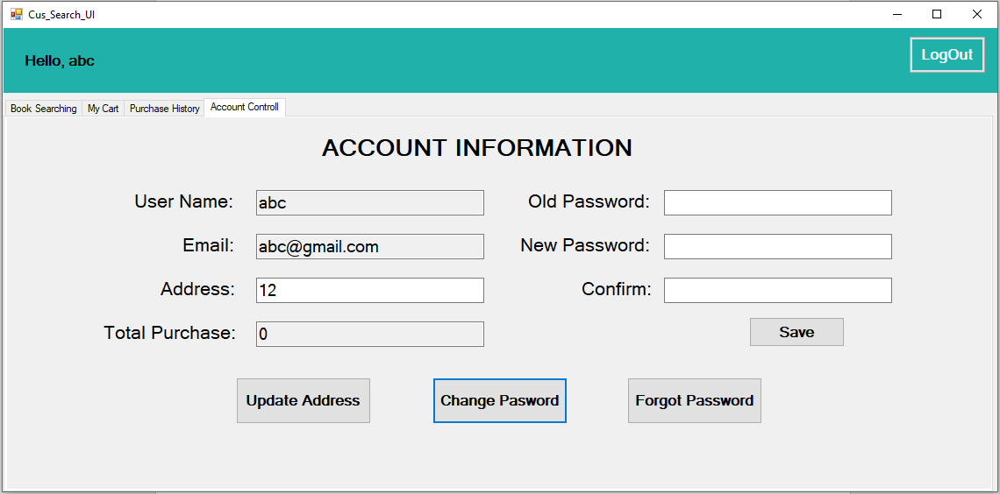 Cus_Search_UI
Hello, abc
LogOut
Book Searching My Cart Purchase History Account Controll
ACCOUNT INFORMATION
User Name: abc Old Password:
Email: abc@gmail.com New Password:
Address: 12 Confirm:
Total Purchase: 0 Save
Update Address Change Pasword Forgot Password